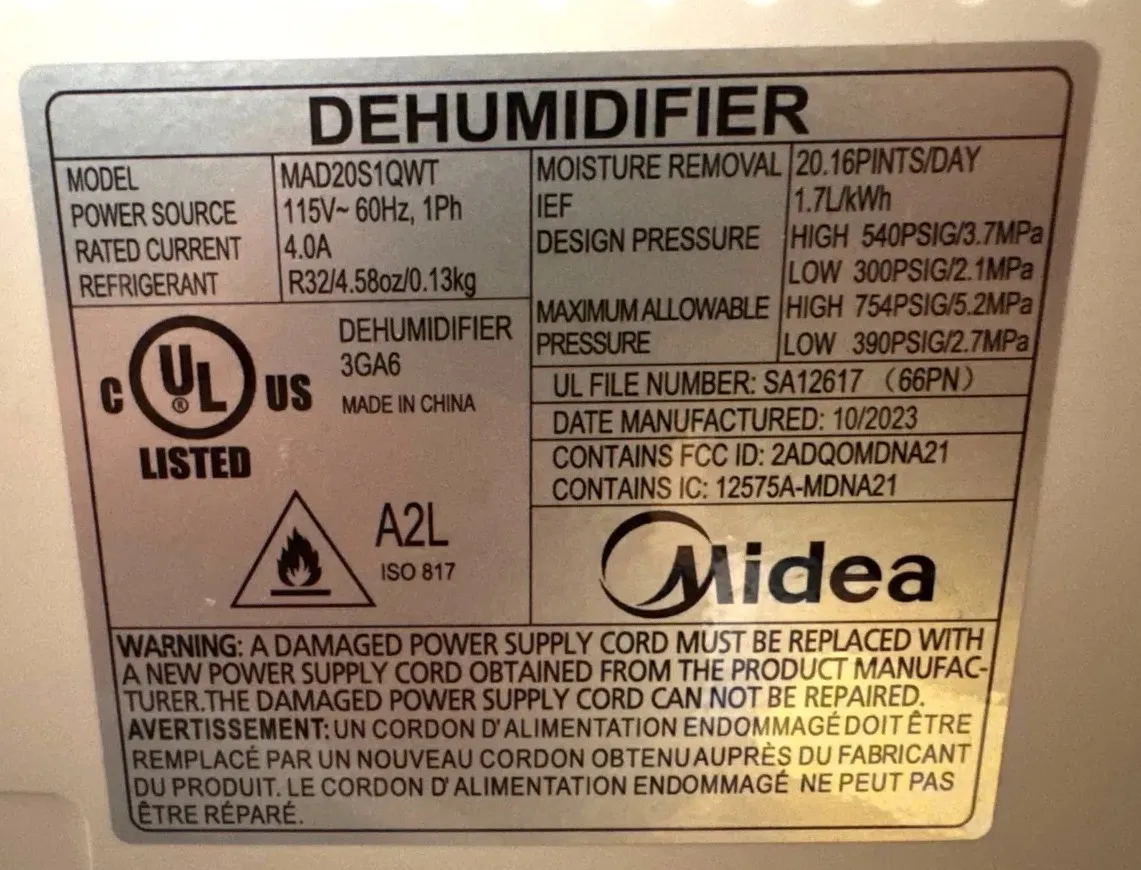 DEHUMIDIFIER
MODEL MAD20S1QWT
POWER SOURCE 115V~ 60Hz, 1Ph
RATED CURRENT 4.0A
REFRIGERANT R32/4.58oz/0.13kg
MOISTURE REMOVAL 20.16PINTS/DAY
IEF 1.7L/kWh
DESIGN PRESSURE HIGH 540PSIG/3.7MPa
LOW 300PSIG/2.1MPa
MAXIMUM ALLOWABLE HIGH 754PSIG/5.2MPa
PRESSURE LOW 390PSIG/2.7MPa
C UL ® US
LISTED
DEHUMIDIFIER
3GA6
MADE IN CHINA
A2L
ISO 817
UL FILE NUMBER: SA12617 （66PN）
DATE MANUFACTURED: 10/2023
CONTAINS FCC ID: 2ADQOMDNA21
CONTAINS IC: 12575A-MDNA21
Midea
WARNING: A DAMAGED POWER SUPPLY CORD MUST BE REPLACED WITH
A NEW POWER SUPPLY CORD OBTAINED FROM THE PRODUCT MANUFAC-
TURER.THE DAMAGED POWER SUPPLY CORD CAN NOT BE REPAIRED.
AVERTISSEMENT: UN CORDON D'ALIMENTATION ENDOMMAGÉ DOIT ÊTRE
REMPLACÉ PAR UN NOUVEAU CORDON OBTENU AUPRÈS DU FABRICANT
DU PRODUIT. LE CORDON D'ALIMENTATION ENDOMMAGÉ NE PEUT PAS
ÊTRE RÉPARÉ.